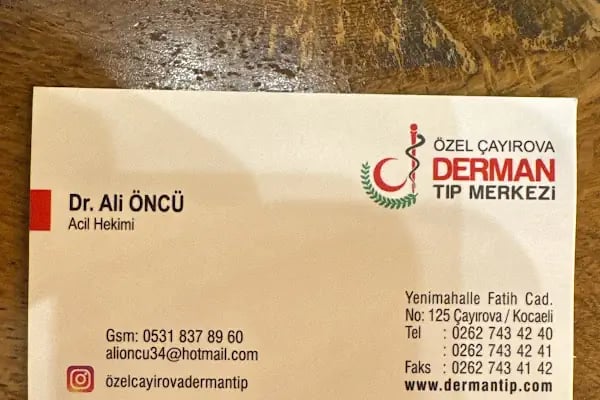 ÖZEL ÇAYIROVA
DERMAN
TIP MERKEZİ
Dr. Ali ÖNCÜ
Acil Hekimi
Yenimahalle Fatih Cad.
No: 125 Çayırova / Kocaeli
Tel : 0262 743 42 40
: 0262 743 42 41
Faks : 0262 743 41 42
www.dermantip.com
Gsm: 0531 837 89 60
alioncu34@hotmail.com
özelcayirovadermantip